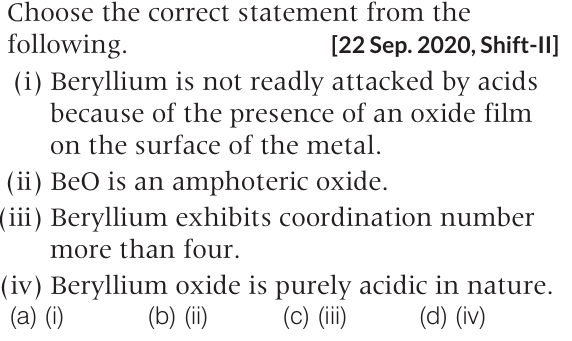 Choose the correct statement from the
following. [22 Sep. 2020, Shift-II]
(i) Beryllium is not readly attacked by acids
because of the presence of an oxide film
on the surface of the metal.
(ii) BeO is an amphoteric oxide.
(iii) Beryllium exhibits coordination number
more than four.
(iv) Beryllium oxide is purely acidic in nature.
(a) (i) (b) (ii) (c) (iii) (d) (iv)